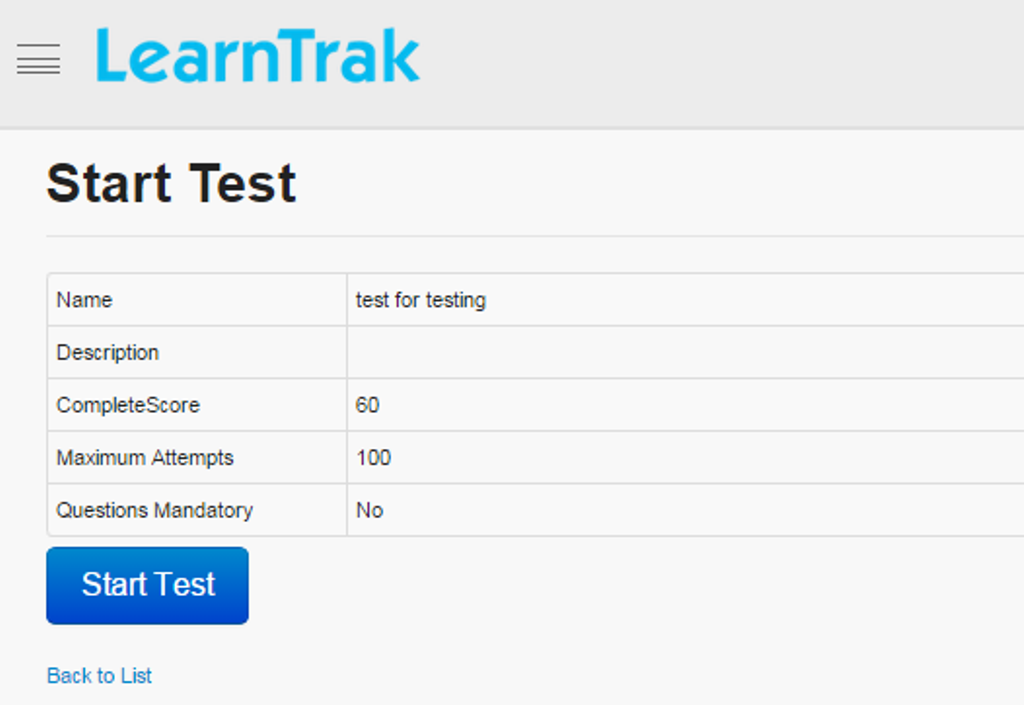 LearnTrak
Start Test
Name test for testing
Description
CompleteScore 60
Maximum Attempts 100
Questions Mandatory No
Start Test
Back to List